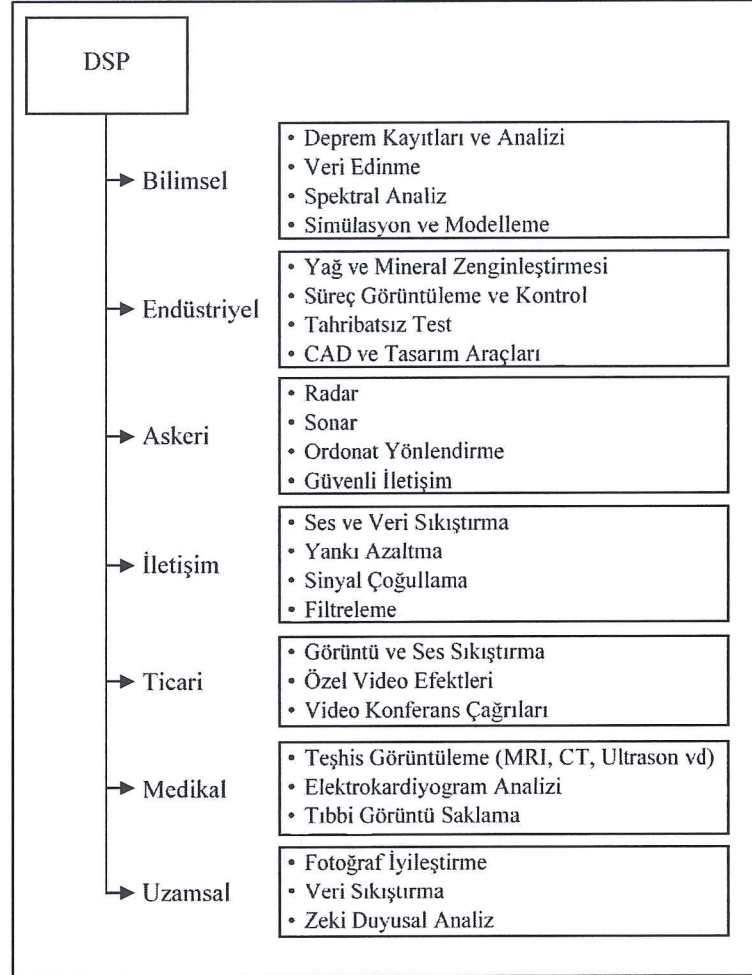 DSP
Bilimsel
• Deprem Kayıtları ve Analizi
• Veri Edinme
• Spektral Analiz
• Simülasyon ve Modelleme
Endüstriyel
• Yağ ve Mineral Zenginleştirmesi
• Süreç Görüntüleme ve Kontrol
• Tahribatsız Test
• CAD ve Tasarım Araçları
Askeri
• Radar
• Sonar
• Ordonat Yönlendirme
• Güvenli İletişim
İletişim
• Ses ve Veri Sıkıştırma
• Yankı Azaltma
• Sinyal Çoğullama
• Filtreleme
Ticari
• Görüntü ve Ses Sıkıştırma
• Özel Video Efektleri
• Video Konferans Çağrıları
Medikal
• Teşhis Görüntüleme (MRI, CT, Ultrason vd)
• Elektrokardiyogram Analizi
• Tıbbi Görüntü Saklama
Uzamsal
• Fotoğraf İyileştirme
• Veri Sıkıştırma
• Zeki Duyusal Analiz